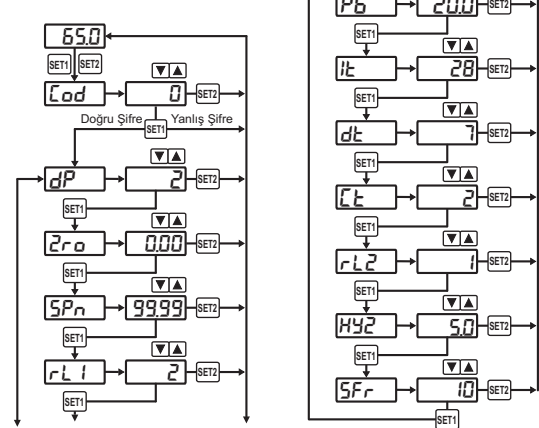 65.0
SET1 SET2
Cod 0 SET2
Doğru Şifre SET1 Yanlış Şifre
dP 2 SET2
SET1
2ro 0.00 SET2
SET1
SPn 99.99 SET2
SET1
rL 1 2 SET2
SET1
Pb 20.0 SET2
SET1
It 28 SET2
SET1
dt 7 SET2
SET1
Ct 2 SET2
SET1
rL2 1 SET2
SET1
HY2 5.0 SET2
SET1
SFr 10 SET2
SET1